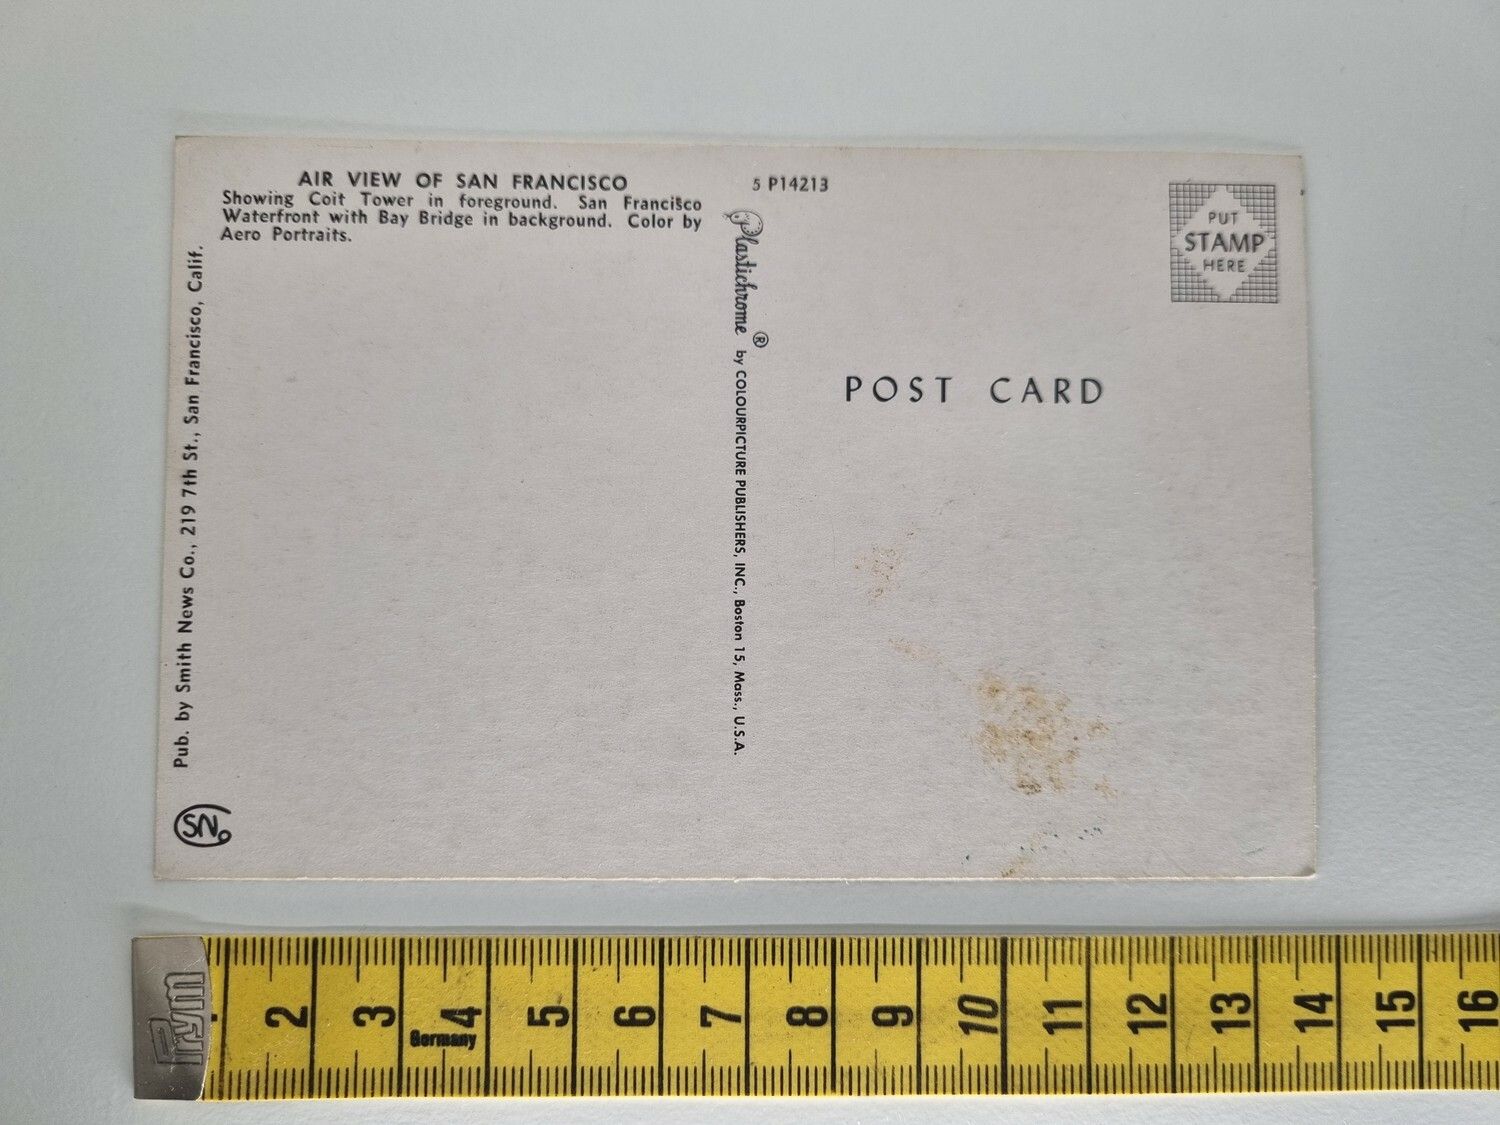 AIR VIEW OF SAN FRANCISCO
Showing Coit Tower in foreground. San Francisco
Waterfront with Bay Bridge in background. Color by
Aero Portraits.
5 P14213
PUT
STAMP
HERE
POST CARD
Plastichrome ® by COLOURPICTURE PUBLISHERS, INC., Boston 15, Mass., U.S.A.
Pub. by Smith News Co., 219 7th St., San Francisco, Calif.
SN
Prym
1 2 3 4 5 6 7 8 9 10 11 12 13 14 15 16
Germany